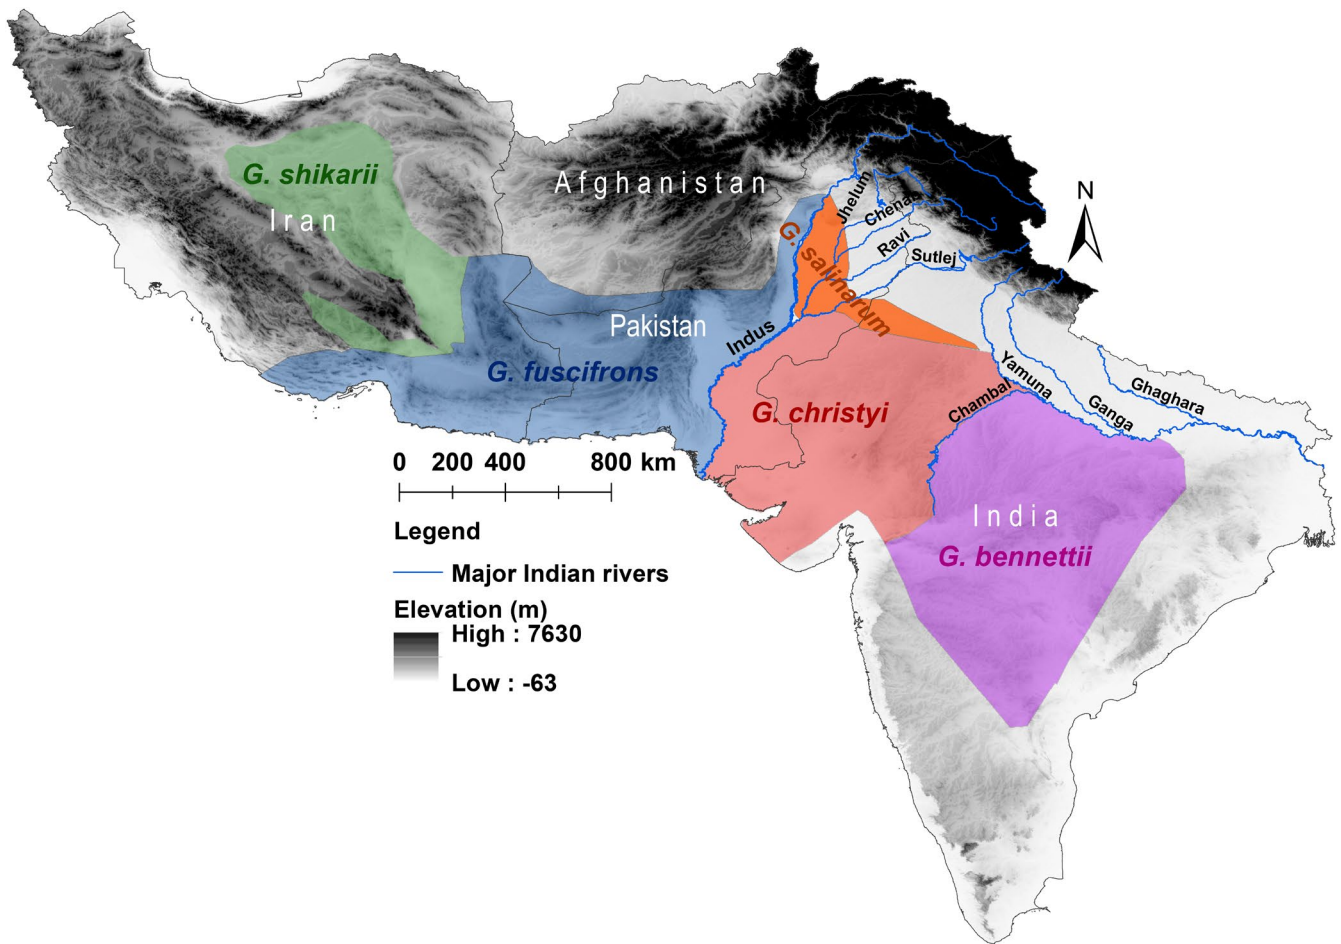 N
Afghanistan
G. shikarii
Iran
Jhelum
Chenab
Ravi
Sutlej
G. salinarum
Pakistan
Indus
G. fuscifrons
G. christyi
Chambal
Yamuna
Ganga
Ghaghara
0 200 400 800 km
India
G. bennettii
Legend
Major Indian rivers
Elevation (m)
High : 7630
Low : -63